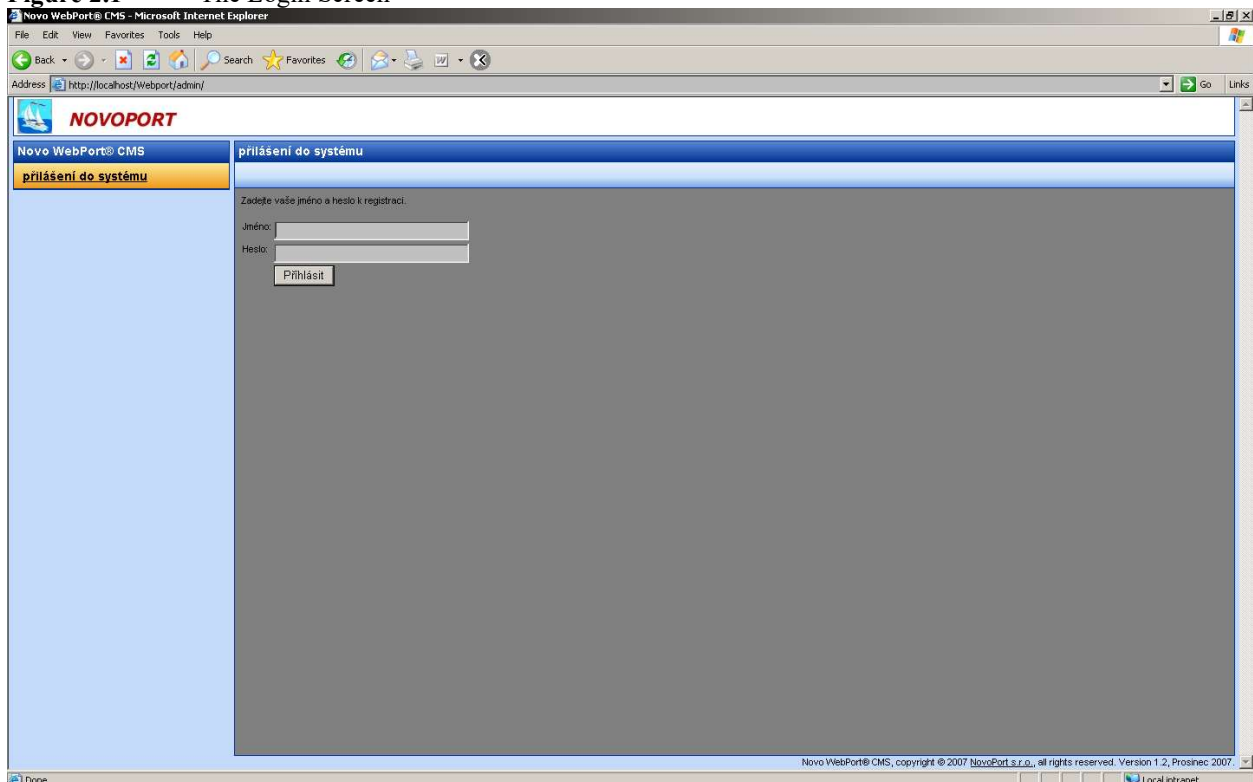 Figure 2.1 The Login Screen
Novo WebPort® CMS - Microsoft Internet Explorer
File Edit View Favorites Tools Help
Back Search Favorites
Address http://localhost/Webport/admin/ Go Links
NOVOPORT
Novo WebPort® CMS
přilášení do systému
přilášení do systému
Zadejte vaše jméno a heslo k registraci.
Jméno:
Heslo:
Příhlásit
Novo WebPort® CMS, copyright © 2007 NovoPort s.r.o., all rights reserved. Version 1.2, Prosinec 2007.
Done Local intranet